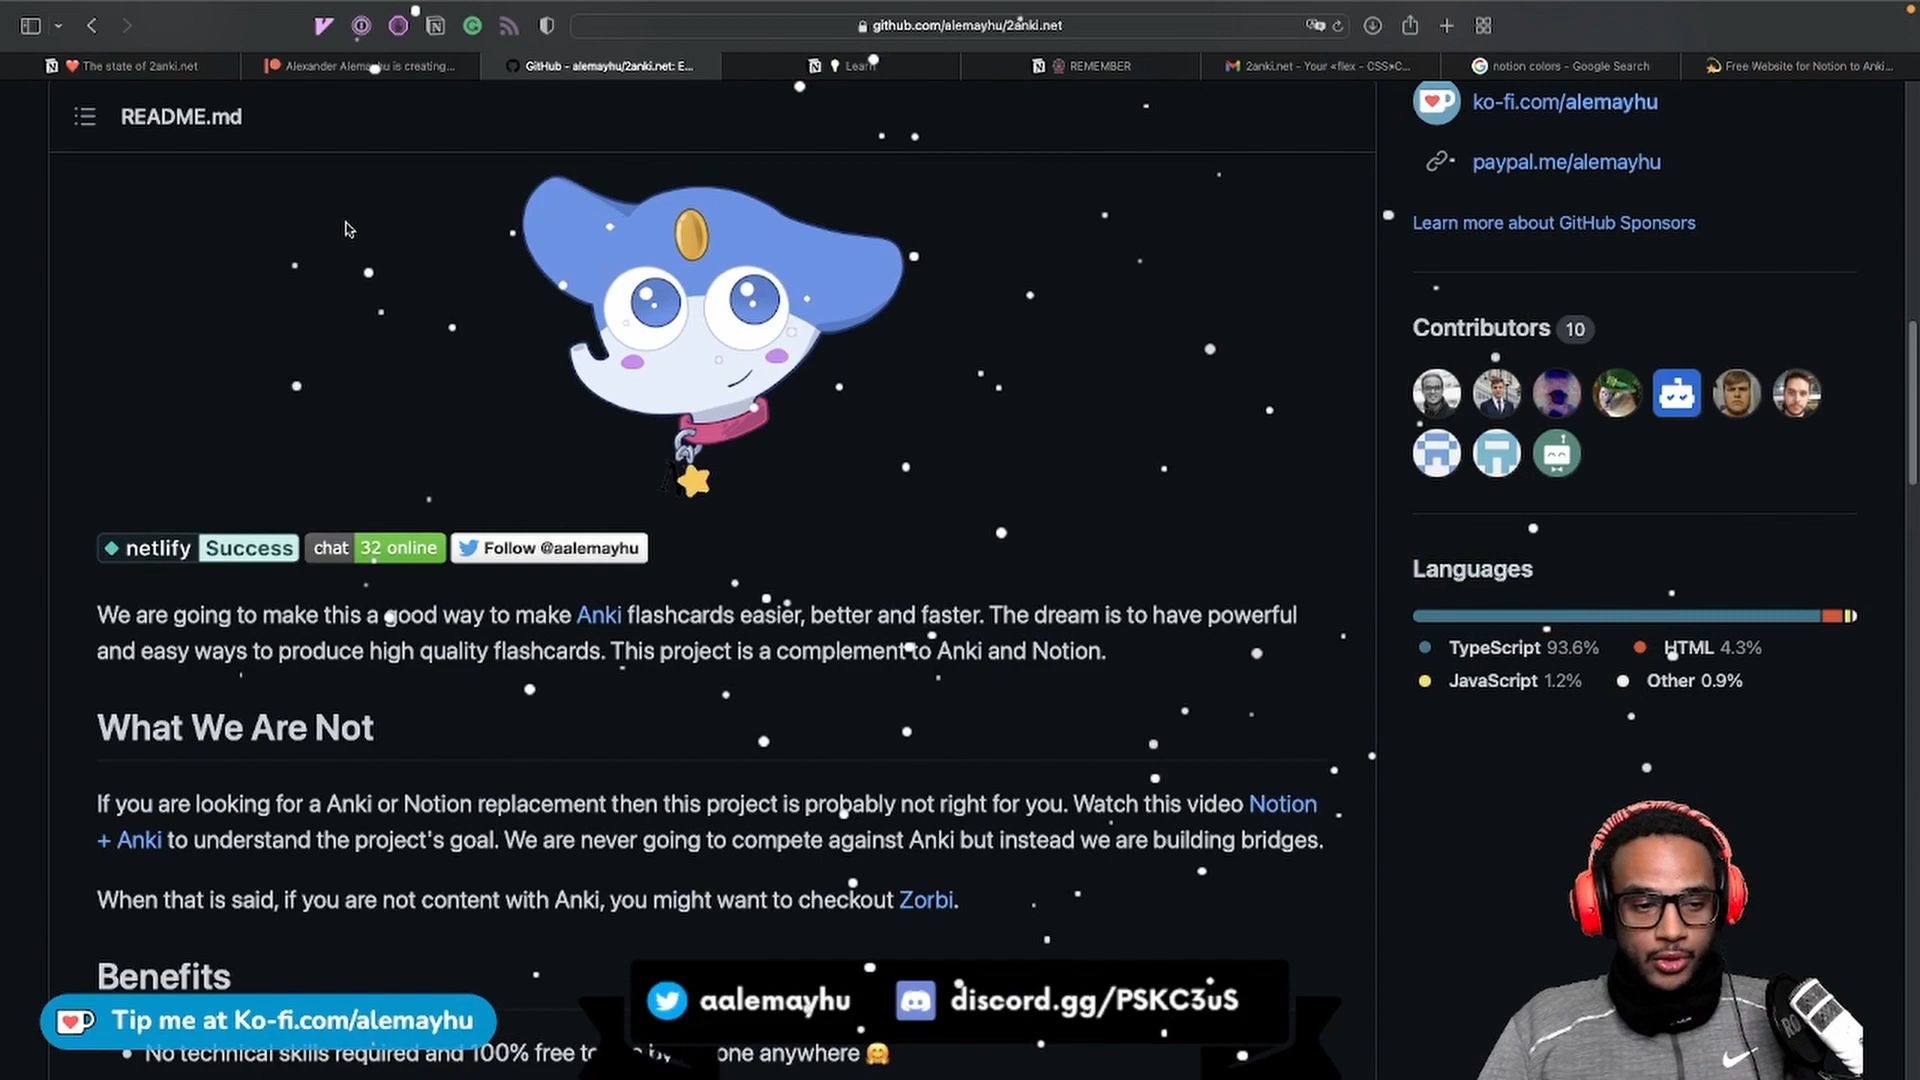 github.com/alemayhu/2anki.net
❤️ The state of 2anki.net
Alexander Alemayhu is creating...
GitHub - alemayhu/2anki.net: E...
Learn
REMEMBER
2anki.net - Your «flex - CSS»C...
notion colors - Google Search
Free Website for Notion to Anki...
README.md
ko-fi.com/alemayhu
paypal.me/alemayhu
Learn more about GitHub Sponsors
Contributors 10
netlify Success chat 32 online Follow @aalemayhu
Languages
TypeScript 93.6% HTML 4.3%
JavaScript 1.2% Other 0.9%
We are going to make this a good way to make Anki flashcards easier, better and faster. The dream is to have powerful
and easy ways to produce high quality flashcards. This project is a complement to Anki and Notion.
What We Are Not
If you are looking for a Anki or Notion replacement then this project is probably not right for you. Watch this video Notion
+ Anki to understand the project's goal. We are never going to compete against Anki but instead we are building bridges.
When that is said, if you are not content with Anki, you might want to checkout Zorbi.
Benefits
Tip me at Ko-fi.com/alemayhu
aalemayhu discord.gg/PSKC3uS
No technical skills required and 100% free to one anywhere 🤗